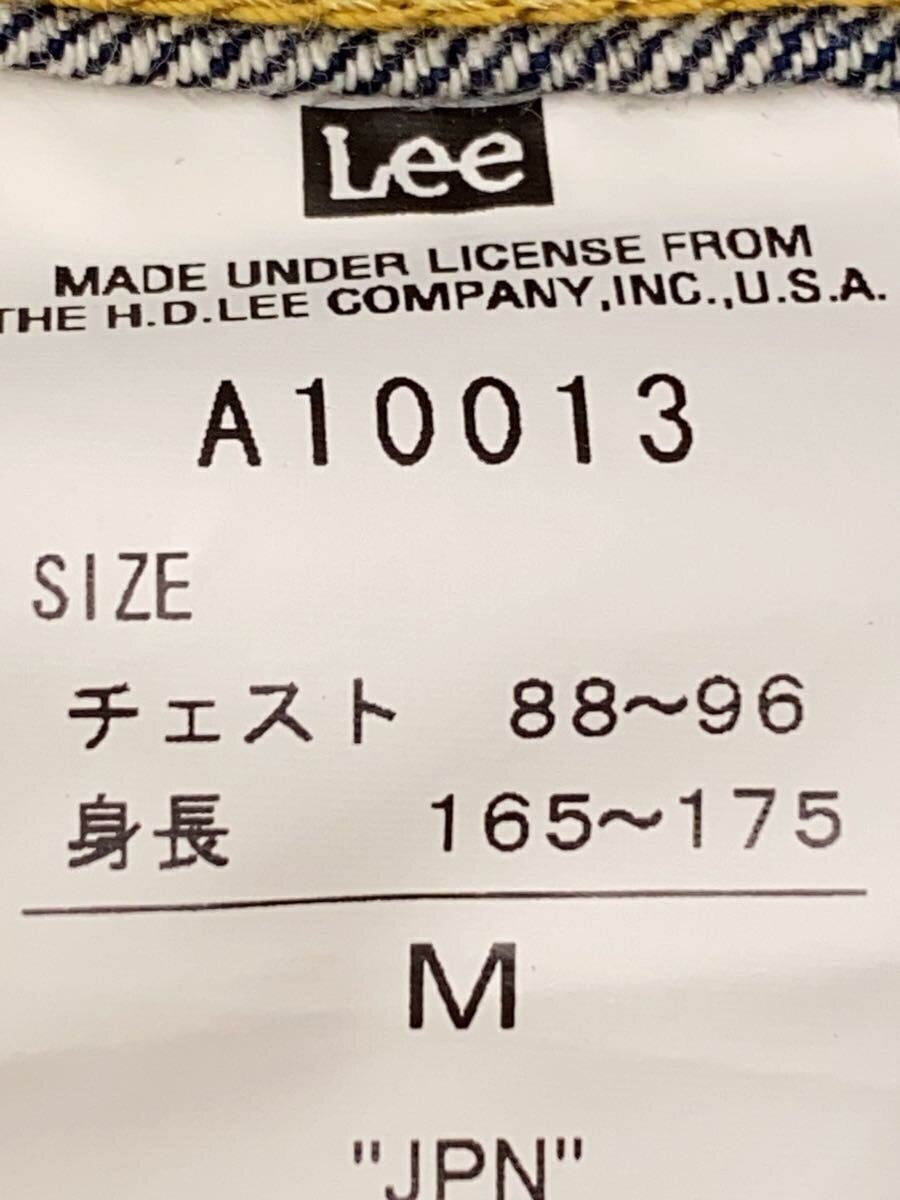 Lee
MADE UNDER LICENSE FROM
THE H.D.LEE COMPANY,INC.,U.S.A.
A10013
SIZE
チェスト 88～96
身長 165～175
M
"JPN"